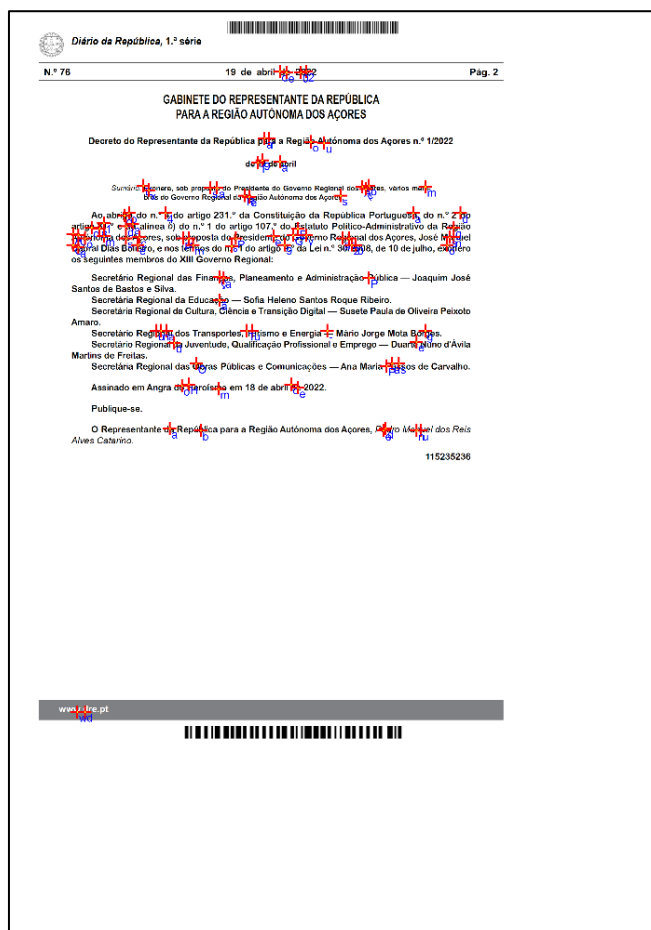 Diário da República, 1.ª série
N.º 76
19 de abril de 2022
Pág. 2
GABINETE DO REPRESENTANTE DA REPÚBLICA
PARA A REGIÃO AUTÓNOMA DOS AÇORES
Decreto do Representante da República para a Região Autónoma dos Açores n.º 1/2022
de abril
Sumário: Exonera, sob proposta do Presidente do Governo Regional dos Açores, vários mem-
bros do Governo Regional da Região Autónoma dos Açores.
Ao abrigo do n.º do artigo 231.º da Constituição da República Portuguesa, do n.º 2 do
artigo e da alínea b) do n.º 1 do artigo 107.º do Estatuto Político-Administrativo da Região
Autónoma dos Açores, sob proposta do Presidente do Governo Regional dos Açores, José Manuel
Cabral Dias Bolieiro, e nos termos do n.º 1 do artigo da Lei n.º 30/2008, de 10 de julho, exonero
os seguintes membros do XIII Governo Regional:
Secretário Regional das Finanças, Planeamento e Administração Pública — Joaquim José
Santos de Bastos e Silva.
Secretária Regional da Educação — Sofia Heleno Santos Roque Ribeiro.
Secretária Regional da Cultura, Ciência e Transição Digital — Susete Paula de Oliveira Peixoto
Amaro.
Secretário Regional dos Transportes, Turismo e Energia — Mário Jorge Mota Borges.
Secretário Regional da Juventude, Qualificação Profissional e Emprego — Duarte Nuno d'Ávila
Martins de Freitas.
Secretária Regional das Obras Públicas e Comunicações — Ana Maria Passos de Carvalho.
Assinado em Angra do Heroísmo em 18 de abril de 2022.
Publique-se.
O Representante da República para a Região Autónoma dos Açores, Pedro Manuel dos Reis
Alves Catarino.
115235236
www.dre.pt